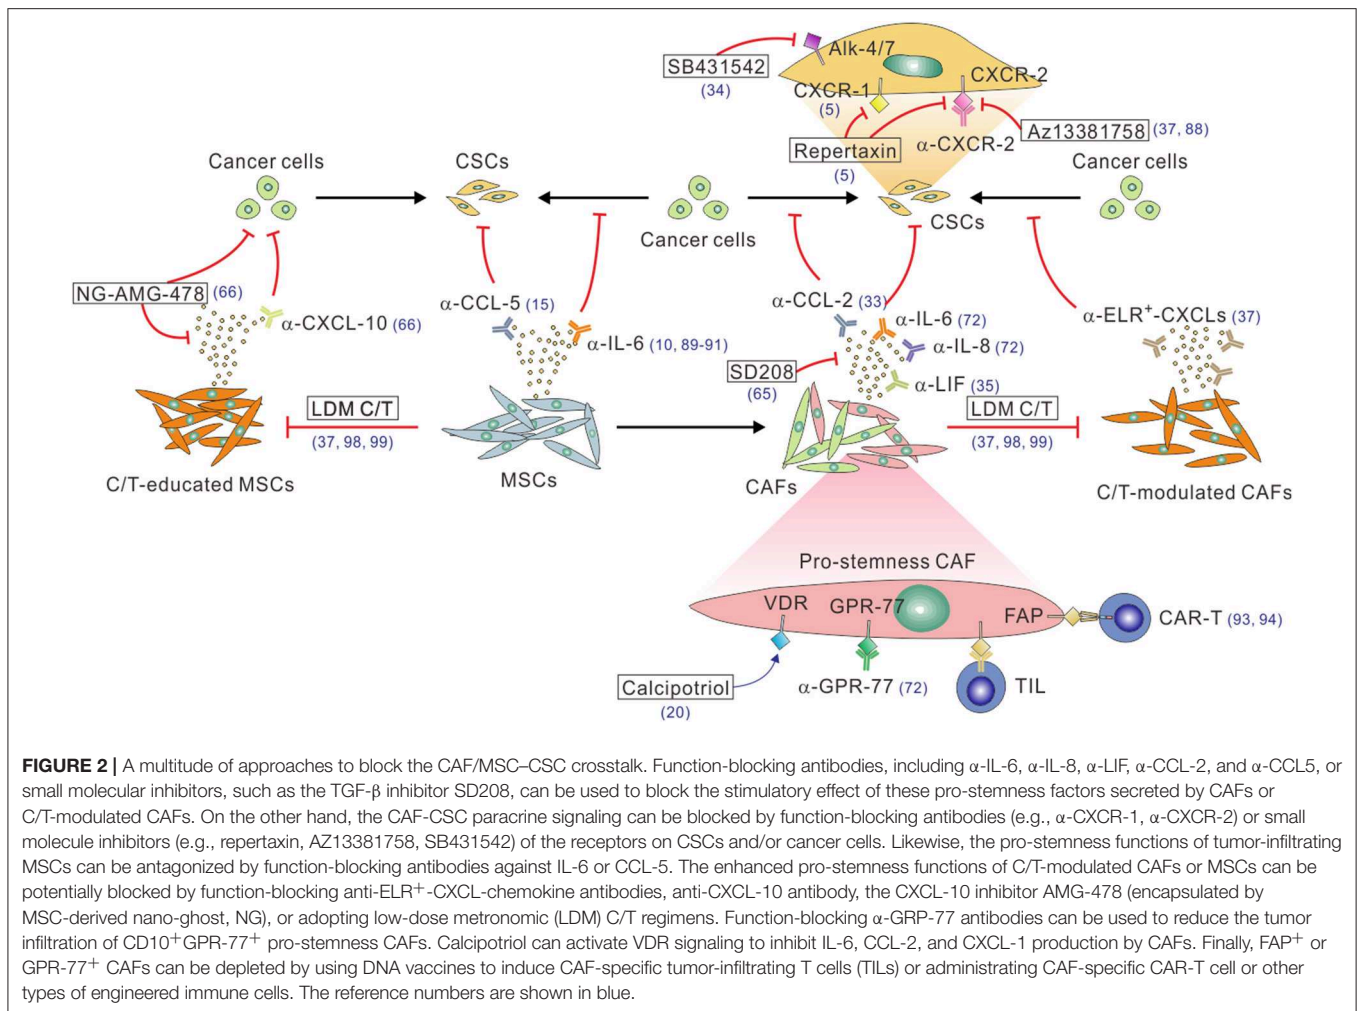 Alk-4/7
SB431542
(34)
CXCR-1
(5)
CXCR-2
Repertaxin
(5)
α-CXCR-2
Az13381758 (37, 88)
Cancer cells
CSCs
Cancer cells
CSCs
Cancer cells
NG-AMG-478 (66)
α-CXCL-10 (66)
α-CCL-5 (15)
α-IL-6 (10, 89-91)
α-CCL-2 (33)
α-IL-6 (72)
α-IL-8 (72)
α-LIF (35)
SD208
(65)
α-ELR+-CXCLs (37)
LDM C/T
(37, 98, 99)
LDM C/T
(37, 98, 99)
C/T-educated MSCs
MSCs
CAFs
C/T-modulated CAFs
Pro-stemness CAF
VDR
GPR-77
FAP
CAR-T (93, 94)
Calcipotriol
(20)
α-GPR-77 (72)
TIL
FIGURE 2 | A multitude of approaches to block the CAF/MSC–CSC crosstalk. Function-blocking antibodies, including α-IL-6, α-IL-8, α-LIF, α-CCL-2, and α-CCL5, or
small molecular inhibitors, such as the TGF-β inhibitor SD208, can be used to block the stimulatory effect of these pro-stemness factors secreted by CAFs or
C/T-modulated CAFs. On the other hand, the CAF-CSC paracrine signaling can be blocked by function-blocking antibodies (e.g., α-CXCR-1, α-CXCR-2) or small
molecule inhibitors (e.g., repertaxin, AZ13381758, SB431542) of the receptors on CSCs and/or cancer cells. Likewise, the pro-stemness functions of tumor-infiltrating
MSCs can be antagonized by function-blocking antibodies against IL-6 or CCL-5. The enhanced pro-stemness functions of C/T-modulated CAFs or MSCs can be
potentially blocked by function-blocking anti-ELR+-CXCL-chemokine antibodies, anti-CXCL-10 antibody, the CXCL-10 inhibitor AMG-478 (encapsulated by
MSC-derived nano-ghost, NG), or adopting low-dose metronomic (LDM) C/T regimens. Function-blocking α-GRP-77 antibodies can be used to reduce the tumor
infiltration of CD10+GPR-77+ pro-stemness CAFs. Calcipotriol can activate VDR signaling to inhibit IL-6, CCL-2, and CXCL-1 production by CAFs. Finally, FAP+ or
GPR-77+ CAFs can be depleted by using DNA vaccines to induce CAF-specific tumor-infiltrating T cells (TILs) or administrating CAF-specific CAR-T cell or other
types of engineered immune cells. The reference numbers are shown in blue.